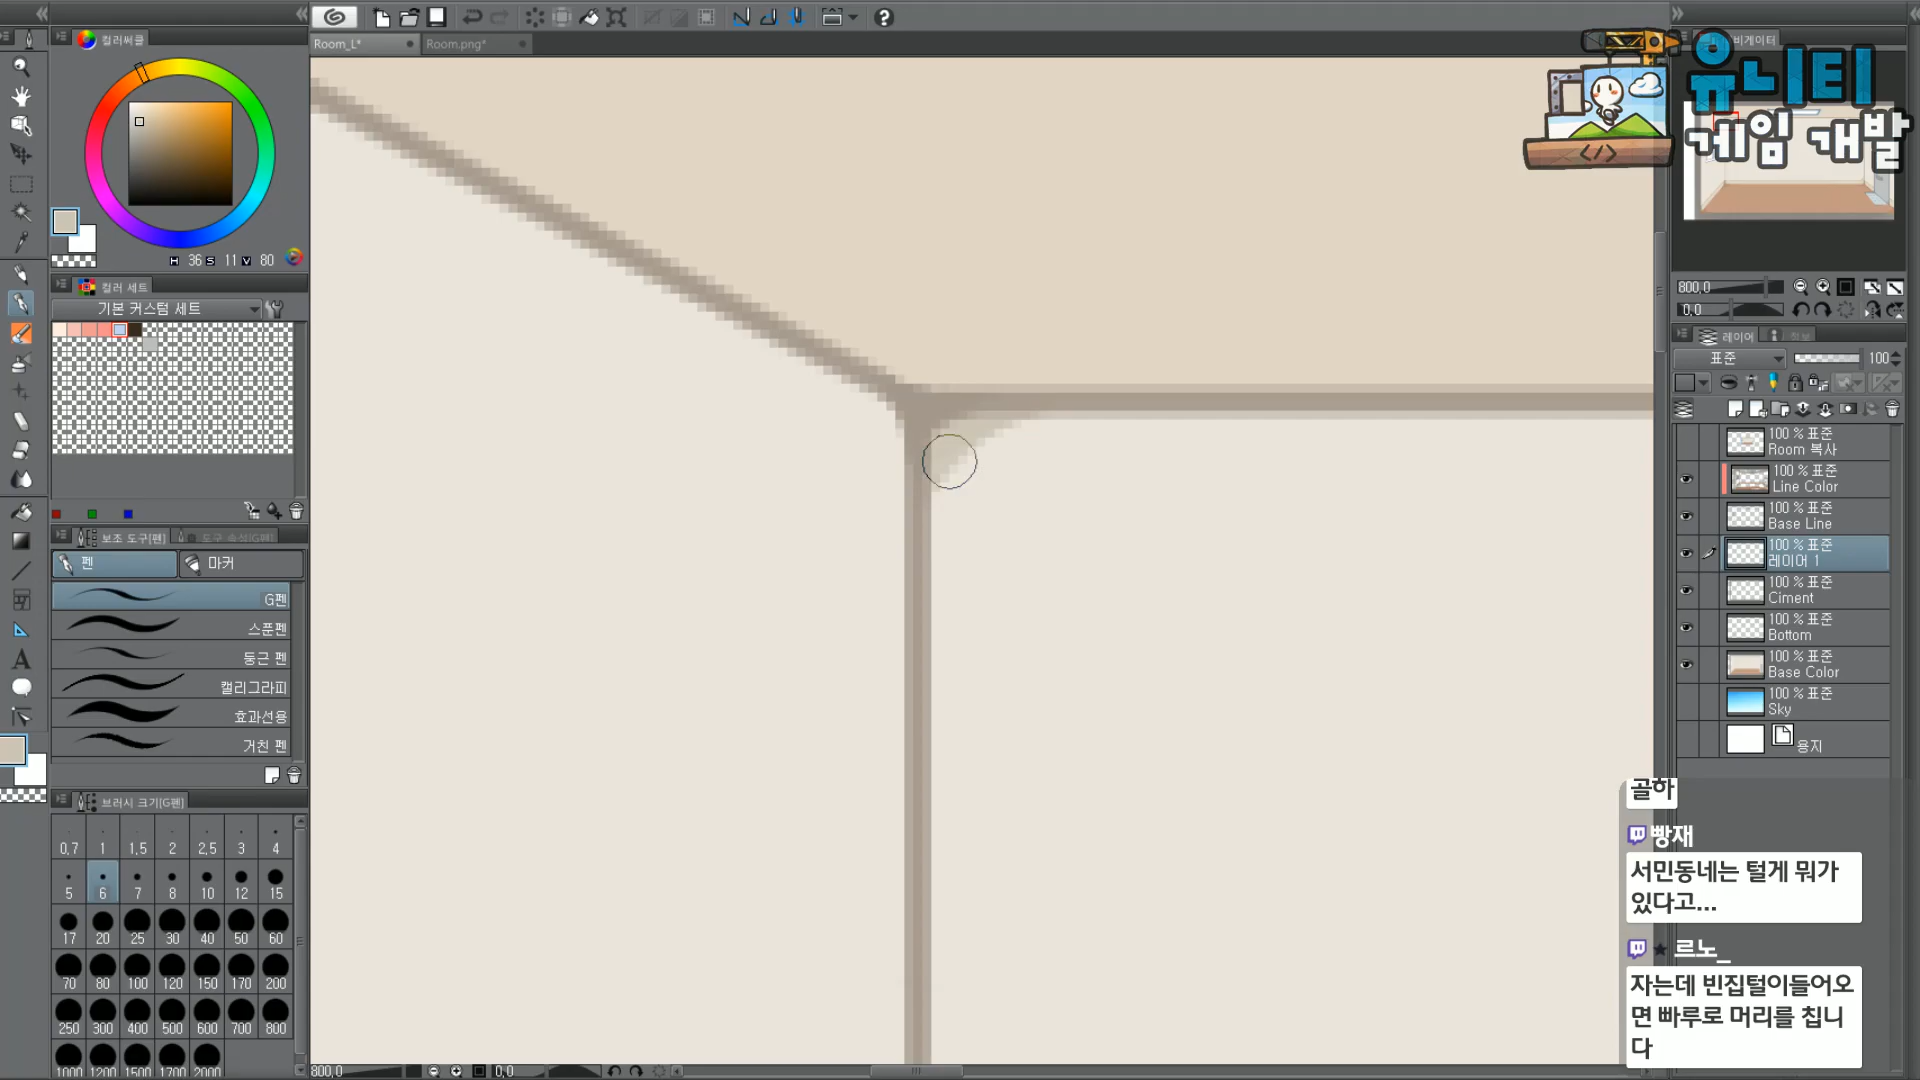 컬러써클
Room_L*
Room.png*
비게이터
유니티
게임 개발
</>
H 36 S 11 V 80
컬러 세트
기본 커스텀 세트
보조 도구[펜]
도구 속성[G펜]
펜
마커
G펜
스푼펜
둥근 펜
캘리그라피
효과선용
거친 펜
브러시 크기[G펜]
0.7 1 1.5 2 2.5 3 4
5 6 7 8 10 12 15
17 20 25 30 40 50 60
70 80 100 120 150 170 200
250 300 400 500 600 700 800
1000 1200 1500 1700 2000
800.0
0.0
800.0
0.0
레이어
표준
100
100 % 표준
Room 복사
100 % 표준
Line Color
100 % 표준
Base Line
100 % 표준
레이어 1
100 % 표준
Ciment
100 % 표준
Bottom
100 % 표준
Base Color
100 % 표준
Sky
용지
골하
빵재
서민동네는 털게 뭐가
있다고...
르노_
자는데 빈집털이들어오
면 빠루로 머리를 칩니
다